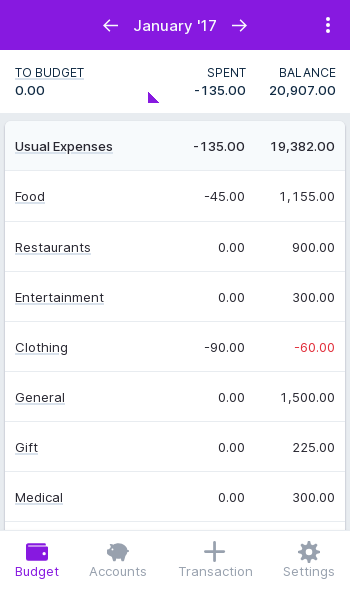 January '17
TO BUDGET SPENT BALANCE
0.00 -135.00 20,907.00
Usual Expenses -135.00 19,382.00
Food -45.00 1,155.00
Restaurants 0.00 900.00
Entertainment 0.00 300.00
Clothing -90.00 -60.00
General 0.00 1,500.00
Gift 0.00 225.00
Medical 0.00 300.00
Budget Accounts Transaction Settings